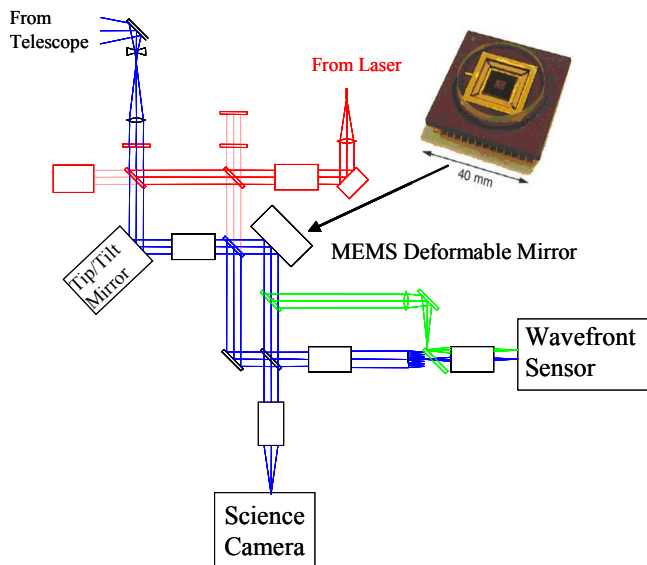 From
Telescope
From Laser
40 mm
MEMS Deformable Mirror
Tip/Tilt
Mirror
Wavefront
Sensor
Science
Camera